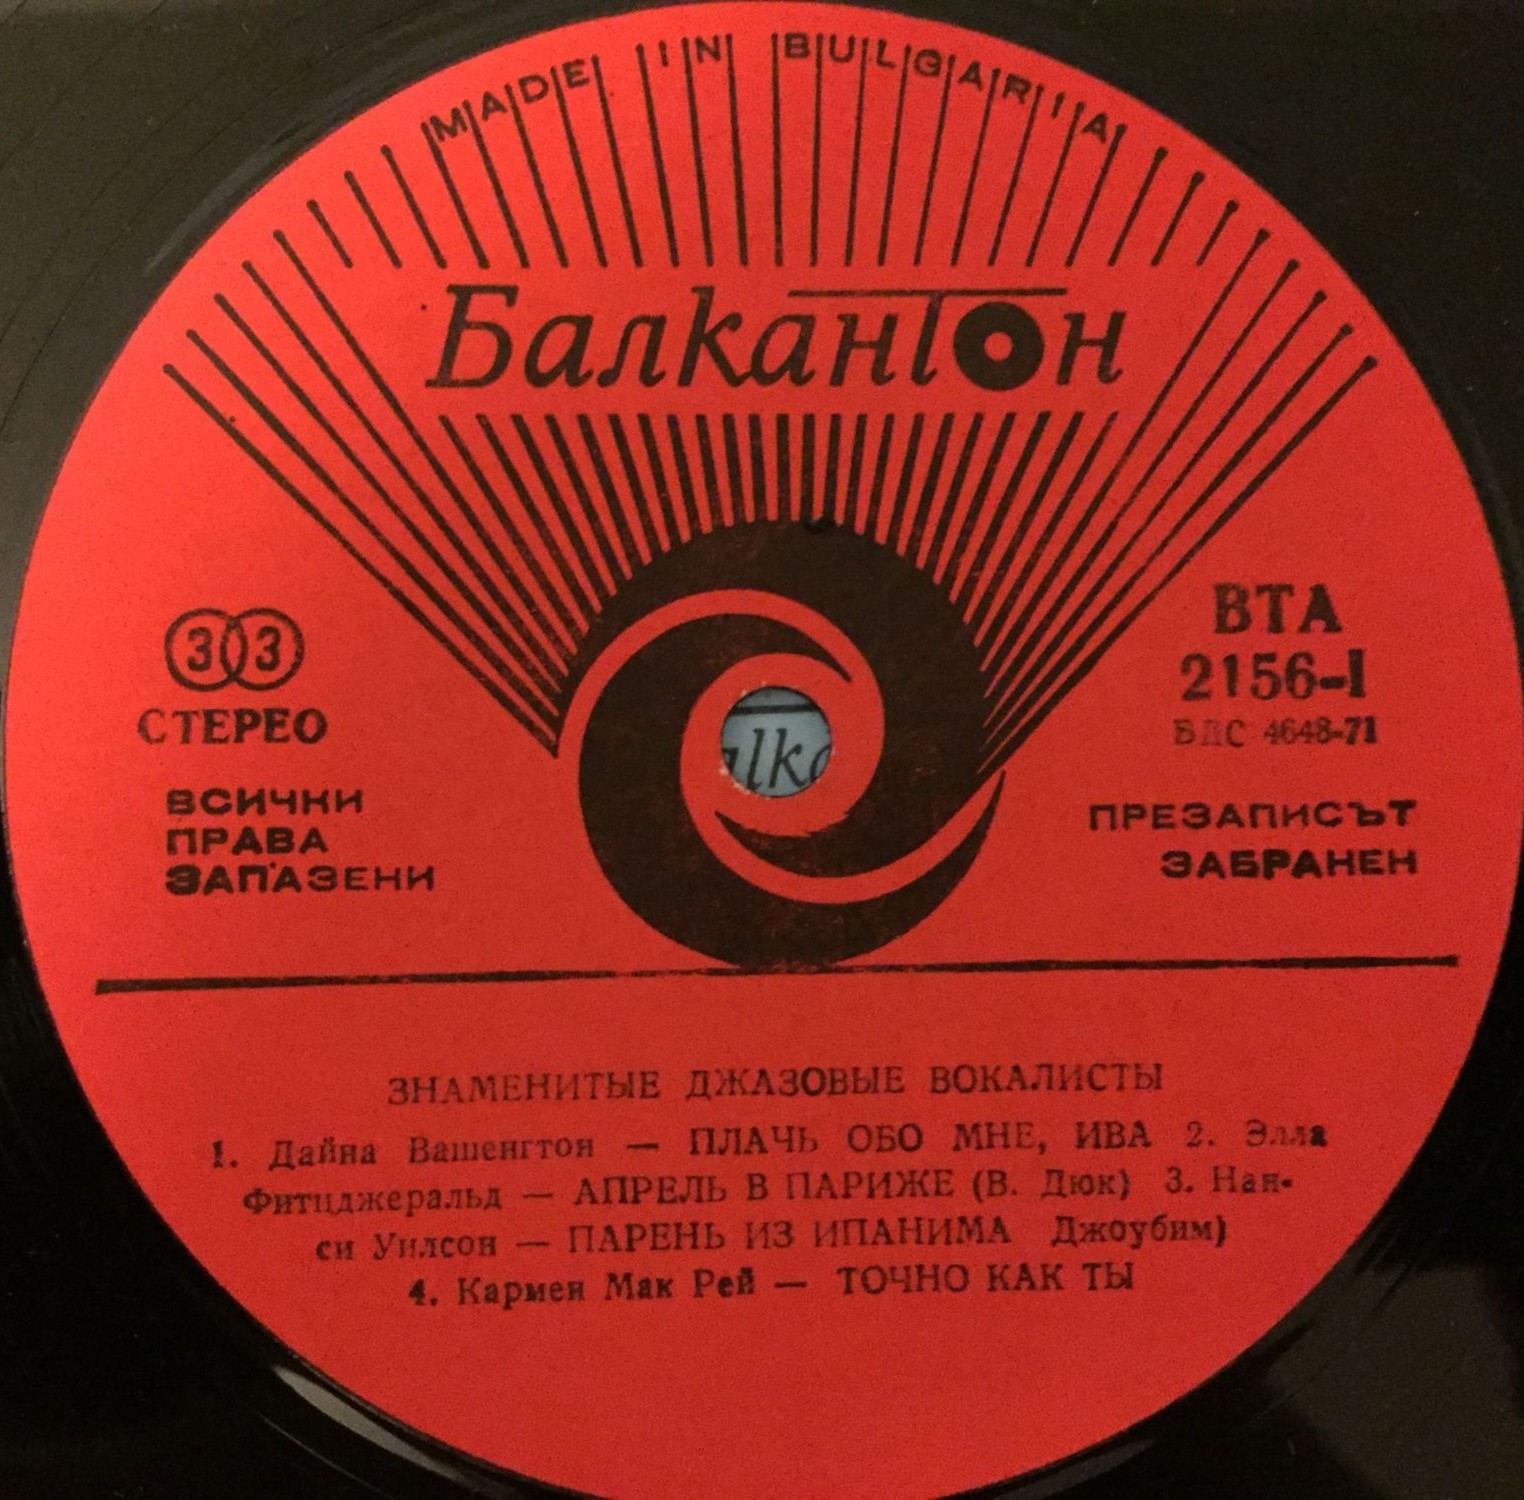 MADE IN BULGARIA
Балкантон
33
СТЕРЕО
ВСИЧКИ
ПРАВА
ЗАПАЗЕНИ
ВТА
2156-I
БДС 4648-71
ПРЕЗАПИСЪТ
ЗАБРАНЕН
alka
ЗНАМЕНИТЫЕ ДЖАЗОВЫЕ ВОКАЛИСТЫ
1. Дайна Вашенгтон — ПЛАЧЬ ОБО МНЕ, ИВА 2. Элла
Фитцджеральд — АПРЕЛЬ В ПАРИЖЕ (В. Дюк) 3. Нан-
си Уилсон — ПАРЕНЬ ИЗ ИПАНИМА Джоубим)
4. Кармен Мак Рей — ТОЧНО КАК ТЫ